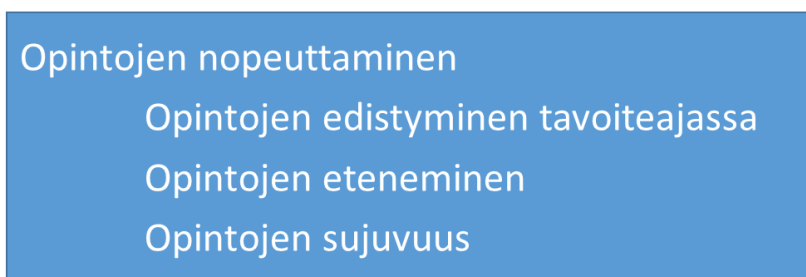 Opintojen nopeuttaminen
Opintojen edistyminen tavoiteajassa
Opintojen eteneminen
Opintojen sujuvuus